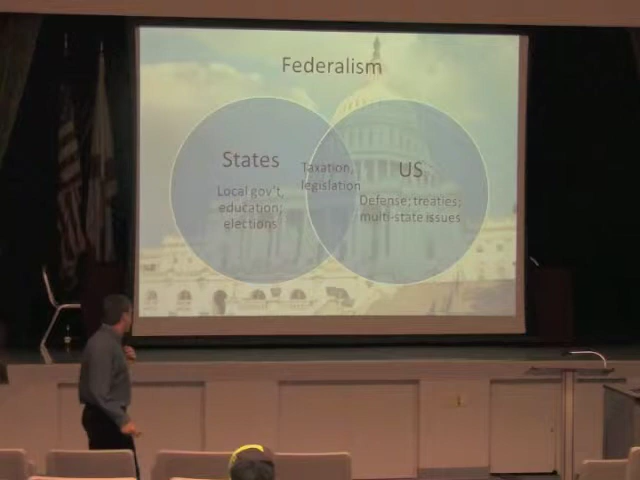 Federalism
States
Local gov't,
education;
elections
Taxation,
legislation
US
Defense; treaties;
multi-state issues